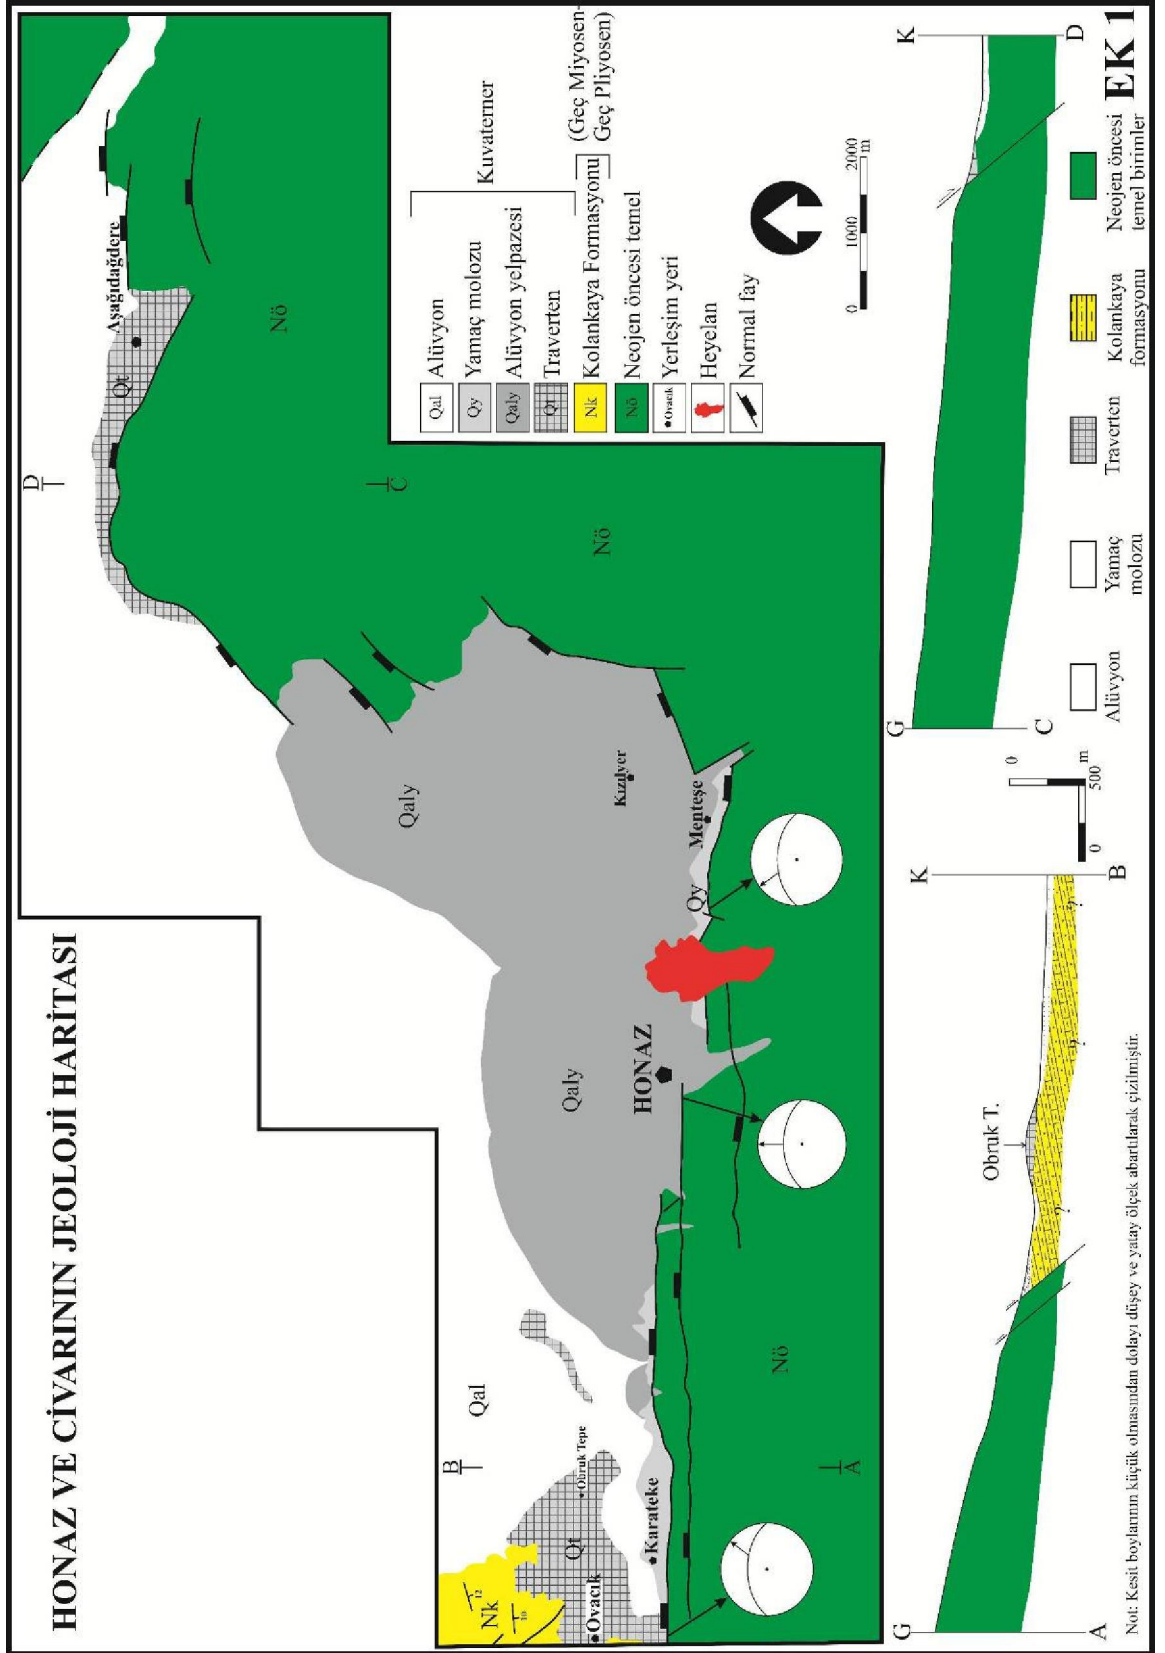 HONAZ VE CİVARININ JEOLOJİ HARİTASI
D
Aşağıdağdere
Qt
Nö
C
Qaly
Nö
Kızılyer
Menteşe
Qy
Qaly
HONAZ
Qal
B
Obruk Tepe
Nk
12
10
Qt
Ovacık
Karateke
Nö
A
Qal Alüvyon
Qy Yamaç molozu
Qaly Alüvyon yelpazesi
Qt Traverten
Kuvaterner
Nk Kolankaya Formasyonu
(Geç Miyosen-
Geç Pliyosen)
Nö Neojen öncesi temel
Ovacık Yerleşim yeri
Heyelan
Normal fay
0 1000 2000
m
G K
Obruk T.
? ? ? ?
A B
0
0 500
m
G K
C D
Alüvyon
Yamaç
molozu
Traverten
Kolankaya
formasyonu
Neojen öncesi
temel birimler
Not: Kesit boylarının küçük olmasından dolayı düşey ve yatay ölçek abartılarak çizilmiştir.
EK 1